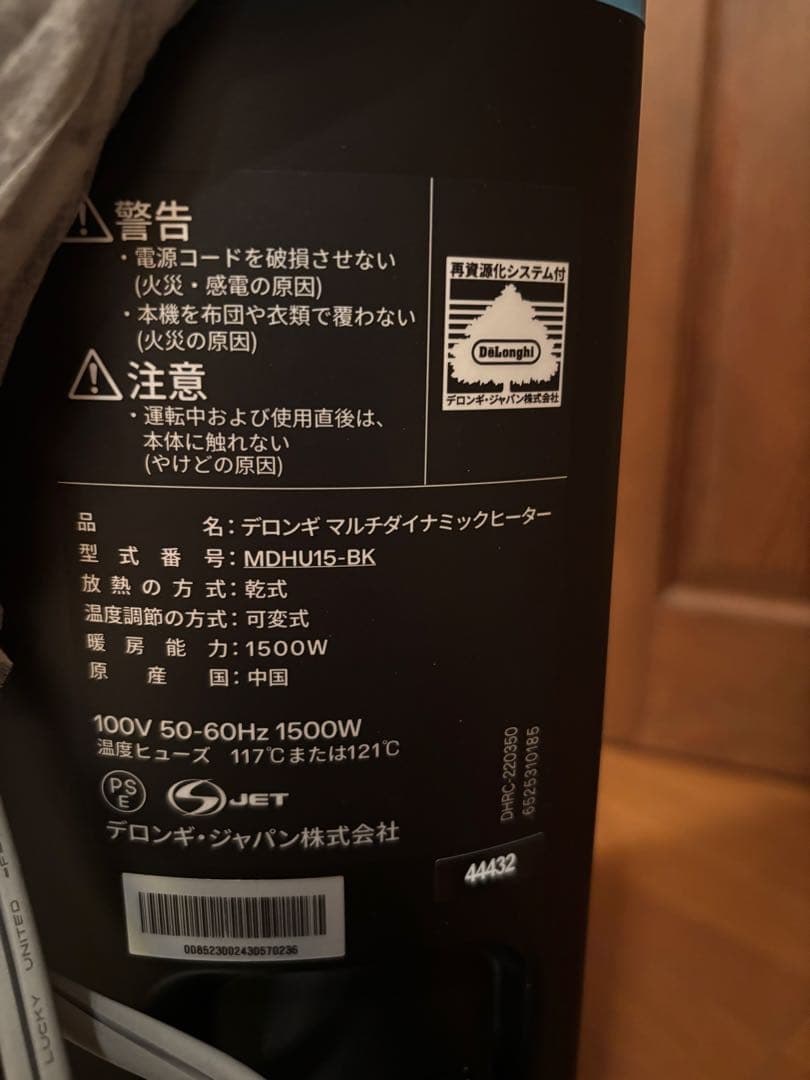 警告
・電源コードを破損させない
(火災・感電の原因)
・本機を布団や衣類で覆わない
(火災の原因)
注意
・運転中および使用直後は、
本体に触れない
(やけどの原因)
再資源化システム付
DeLonghi
デロンギ・ジャパン株式会社
品名：デロンギ マルチダイナミックヒーター
型式番号：MDHU15-BK
放熱の方式：乾式
温度調節の方式：可変式
暖房能力：1500W
原産国：中国
100V 50-60Hz 1500W
温度ヒューズ 117℃または121℃
PS
E
S JET
デロンギ・ジャパン株式会社
DHRC-220350
6525310185
44432
008523002430570236
LUCKY UNITED